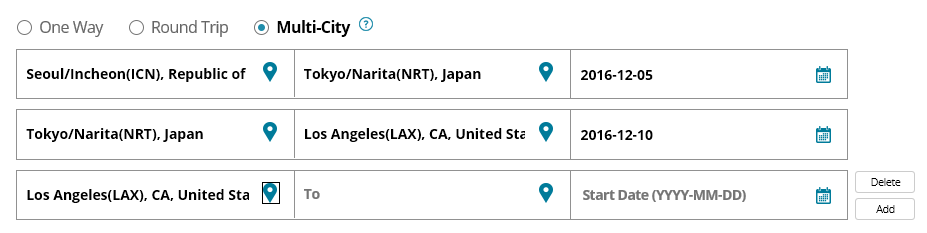 One Way Round Trip Multi-City ?
Seoul/Incheon(ICN), Republic of Tokyo/Narita(NRT), Japan 2016-12-05
Tokyo/Narita(NRT), Japan Los Angeles(LAX), CA, United Sta 2016-12-10
Los Angeles(LAX), CA, United Sta To Start Date (YYYY-MM-DD) Delete
Add